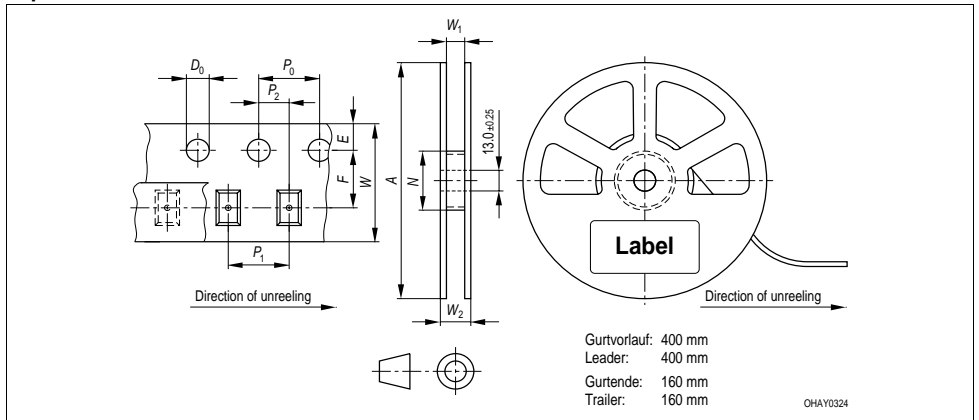 W1
D0
P0
P2
E
F
W
A
N
13.0 ±0.25
P1
Label
Direction of unreeling
Direction of unreeling
W2
Gurtvorlauf: 400 mm
Leader: 400 mm
Gurtende: 160 mm
Trailer: 160 mm
OHAY0324